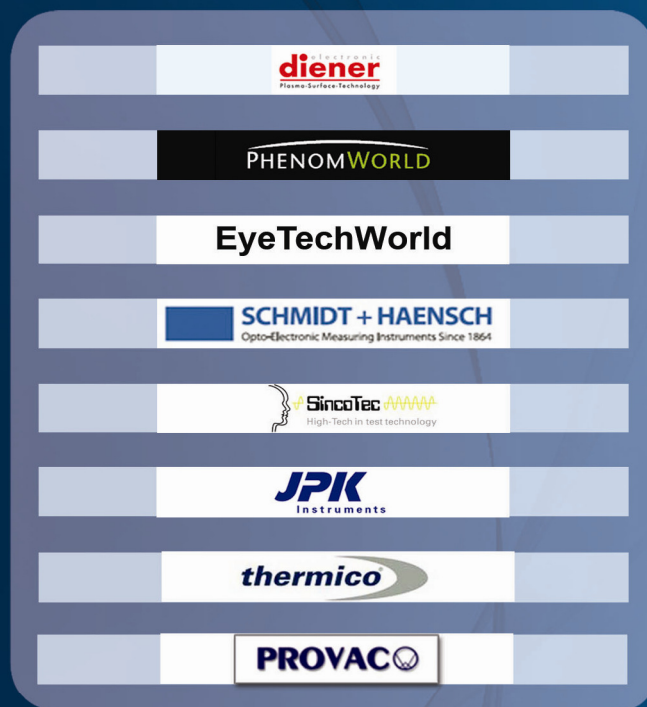 electronic
diener
Plasma-Surface-Technology
PHENOMWORLD
EyeTechWorld
SCHMIDT + HAENSCH
Opto-Electronic Measuring Instruments Since 1864
SincoTec
High-Tech in test technology
JPK
Instruments
thermico
PROVAC